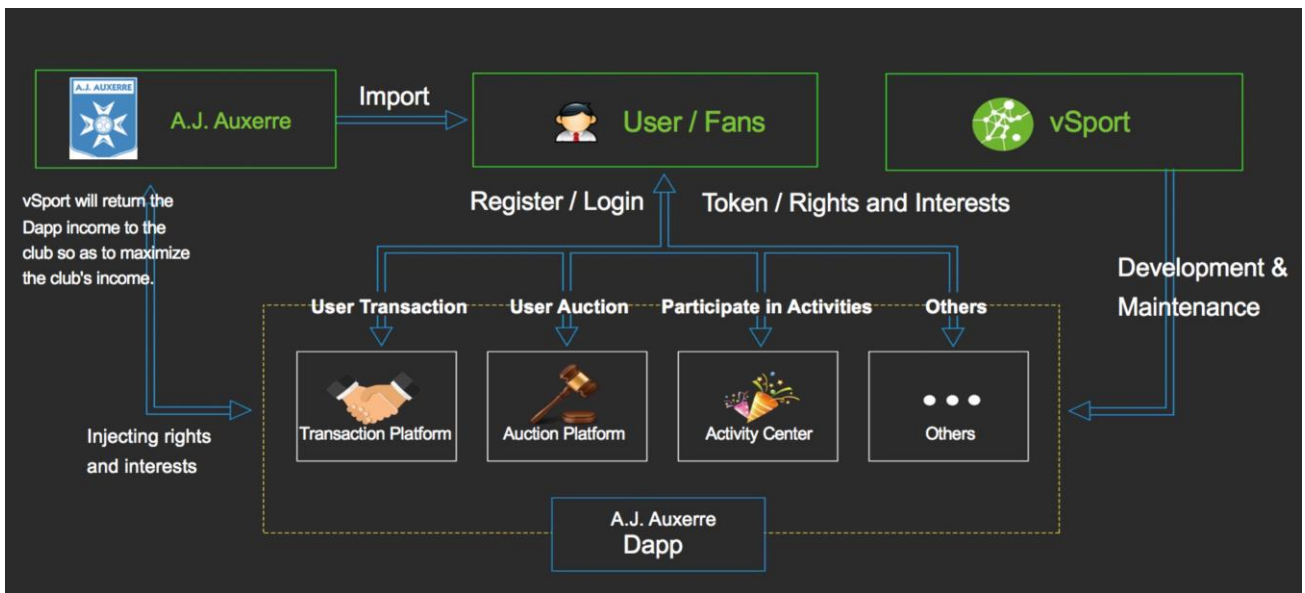 A.J. AUXERRE
A.J. Auxerre
Import
User / Fans
vSport
vSport will return the
Dapp income to the
club so as to maximize
the club's income.
Register / Login
Token / Rights and Interests
Development &
Maintenance
User Transaction
User Auction
Participate in Activities
Others
Transaction Platform
Auction Platform
Activity Center
Others
Injecting rights
and interests
A.J. Auxerre
Dapp